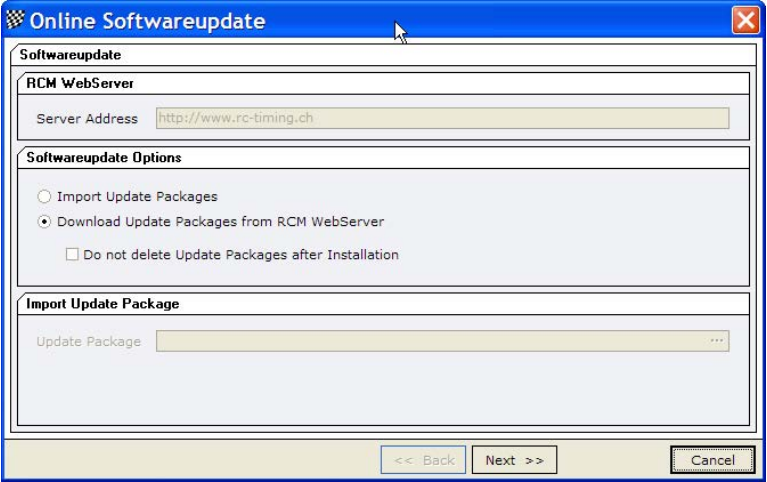 Online Softwareupdate
Softwareupdate
RCM WebServer
Server Address http://www.rc-timing.ch
Softwareupdate Options
Import Update Packages
Download Update Packages from RCM WebServer
Do not delete Update Packages after Installation
Import Update Package
Update Package ...
<< Back Next >> Cancel